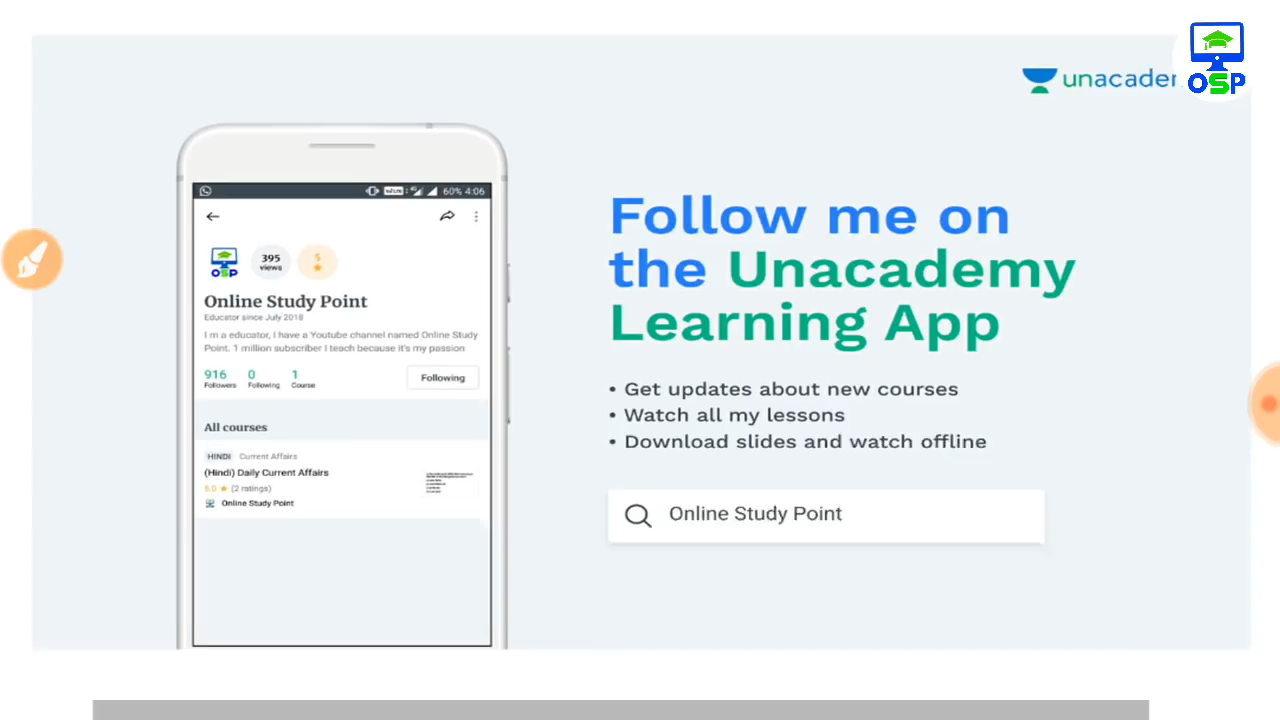 unacade
OSP
60% 4:06
395
views
5
OSP
Online Study Point
Educator since July 2018
I m a educator, I have a Youtube channel named Online Study
Point. 1 million subscriber I teach because it's my passion
916 0 1
Followers Following Course
Following
All courses
HINDI Current Affairs
(Hindi) Daily Current Affairs
5.0 ★ (2 ratings)
Online Study Point
Follow me on
the Unacademy
Learning App
• Get updates about new courses
• Watch all my lessons
• Download slides and watch offline
Online Study Point